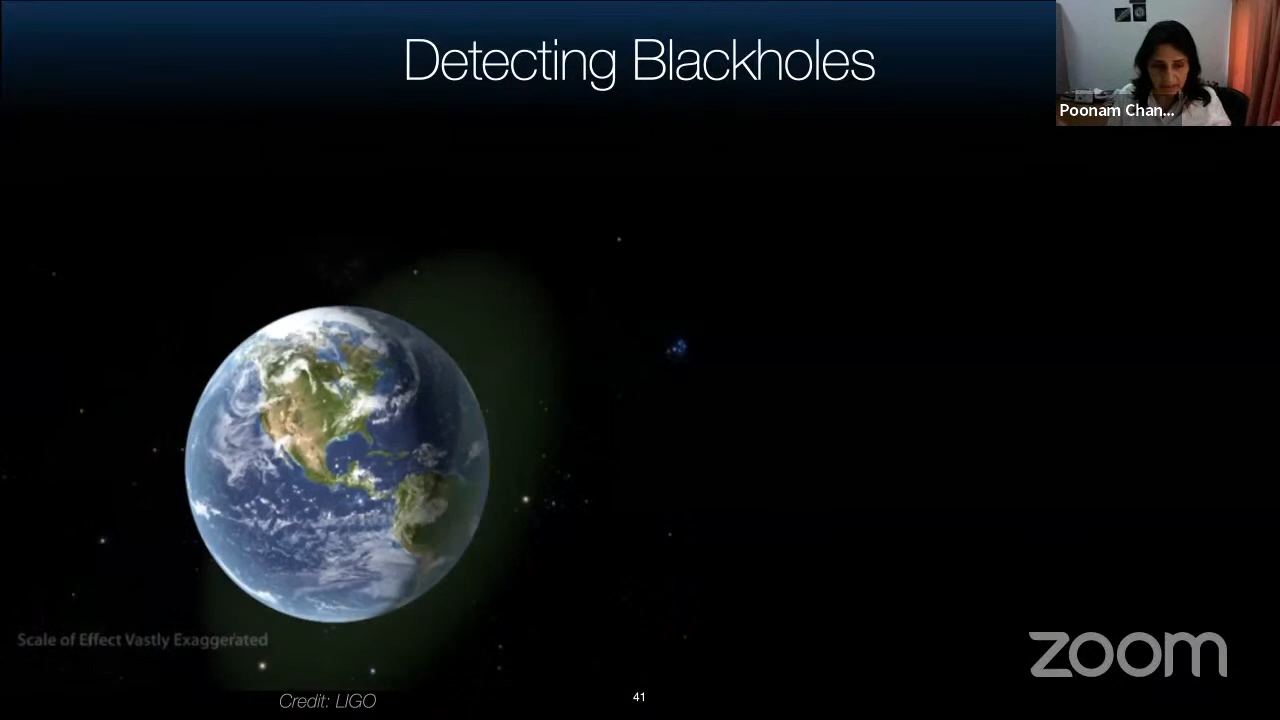 Detecting Blackholes
Poonam Chan...
Scale of Effect Vastly Exaggerated
zoom
Credit: LIGO
41